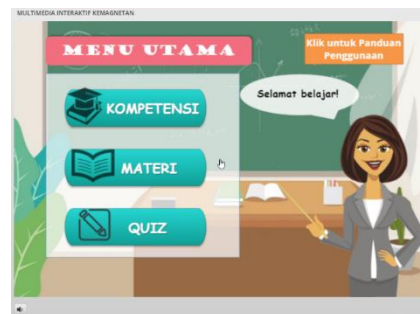 MULTIMEDIA INTERAKTIF KEMAGNETAN
MENU UTAMA
Klik untuk Panduan
Penggunaan
Selamat belajar!
KOMPETENSI
MATERI
QUIZ